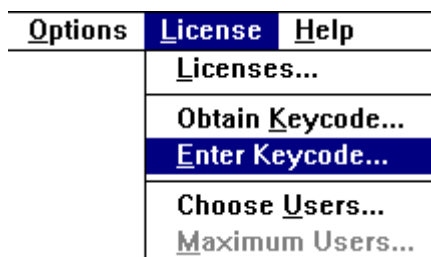 Options License Help
Licenses...
Obtain Keycode...
Enter Keycode...
Choose Users...
Maximum Users...